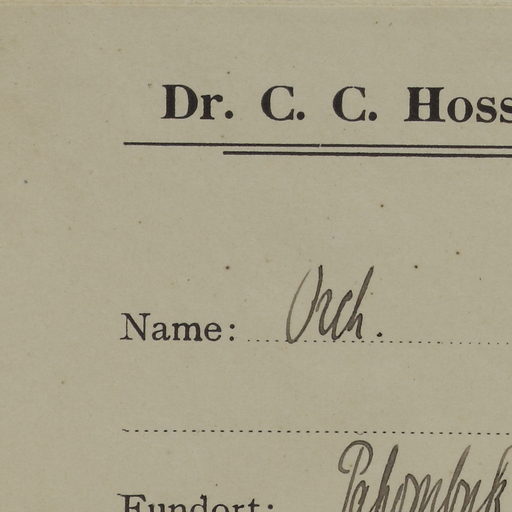 Dr. C. C. Hoss
Name: Orch.
Fundort: